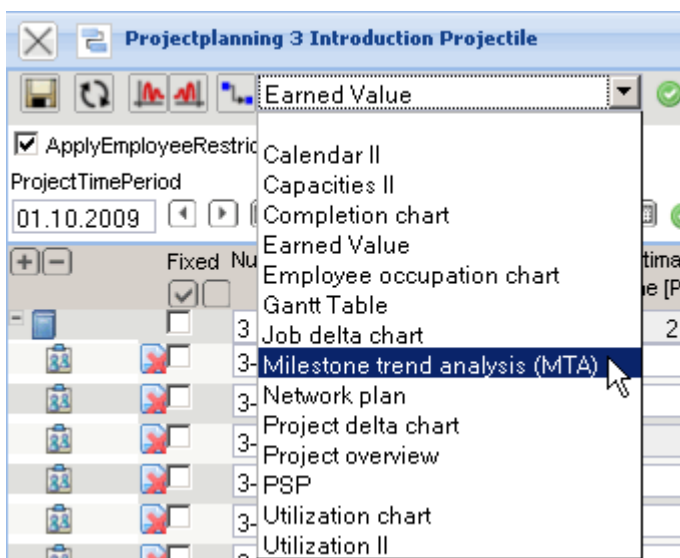 Projectplanning 3 Introduction Projectile
Earned Value
ApplyEmployeeRestric
Calendar II
ProjectTimePeriod
Capacities II
01.10.2009
Completion chart
Earned Value
Fixed Nu
tima
Employee occupation chart
e [P
Gantt Table
3
Job delta chart
2
3-
Milestone trend analysis (MTA)
3-
Network plan
Project delta chart
3-
Project overview
3-
PSP
3-
Utilization chart
Utilization II